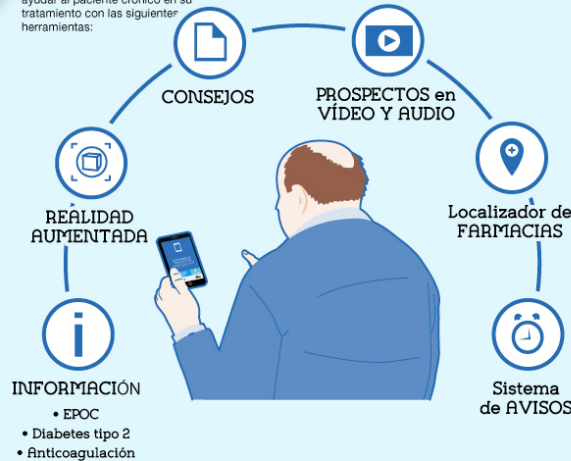 ayudar al paciente crónico en su
tratamiento con las siguientes
herramientas:
CONSEJOS
PROSPECTOS en
VÍDEO Y AUDIO
REALIDAD
AUMENTADA
Localizador de
FARMACIAS
i
INFORMACIÓN
• EPOC
• Diabetes tipo 2
• Anticoagulación
Sistema
de AVISOS